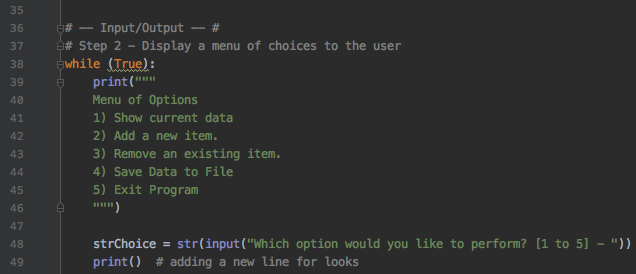 35
36 # -- Input/Output -- #
37 # Step 2 - Display a menu of choices to the user
38 while (True):
39     print("""
40     Menu of Options
41     1) Show current data
42     2) Add a new item.
43     3) Remove an existing item.
44     4) Save Data to File
45     5) Exit Program
46     """)
47
48     strChoice = str(input("Which option would you like to perform? [1 to 5] - "))
49     print()  # adding a new line for looks